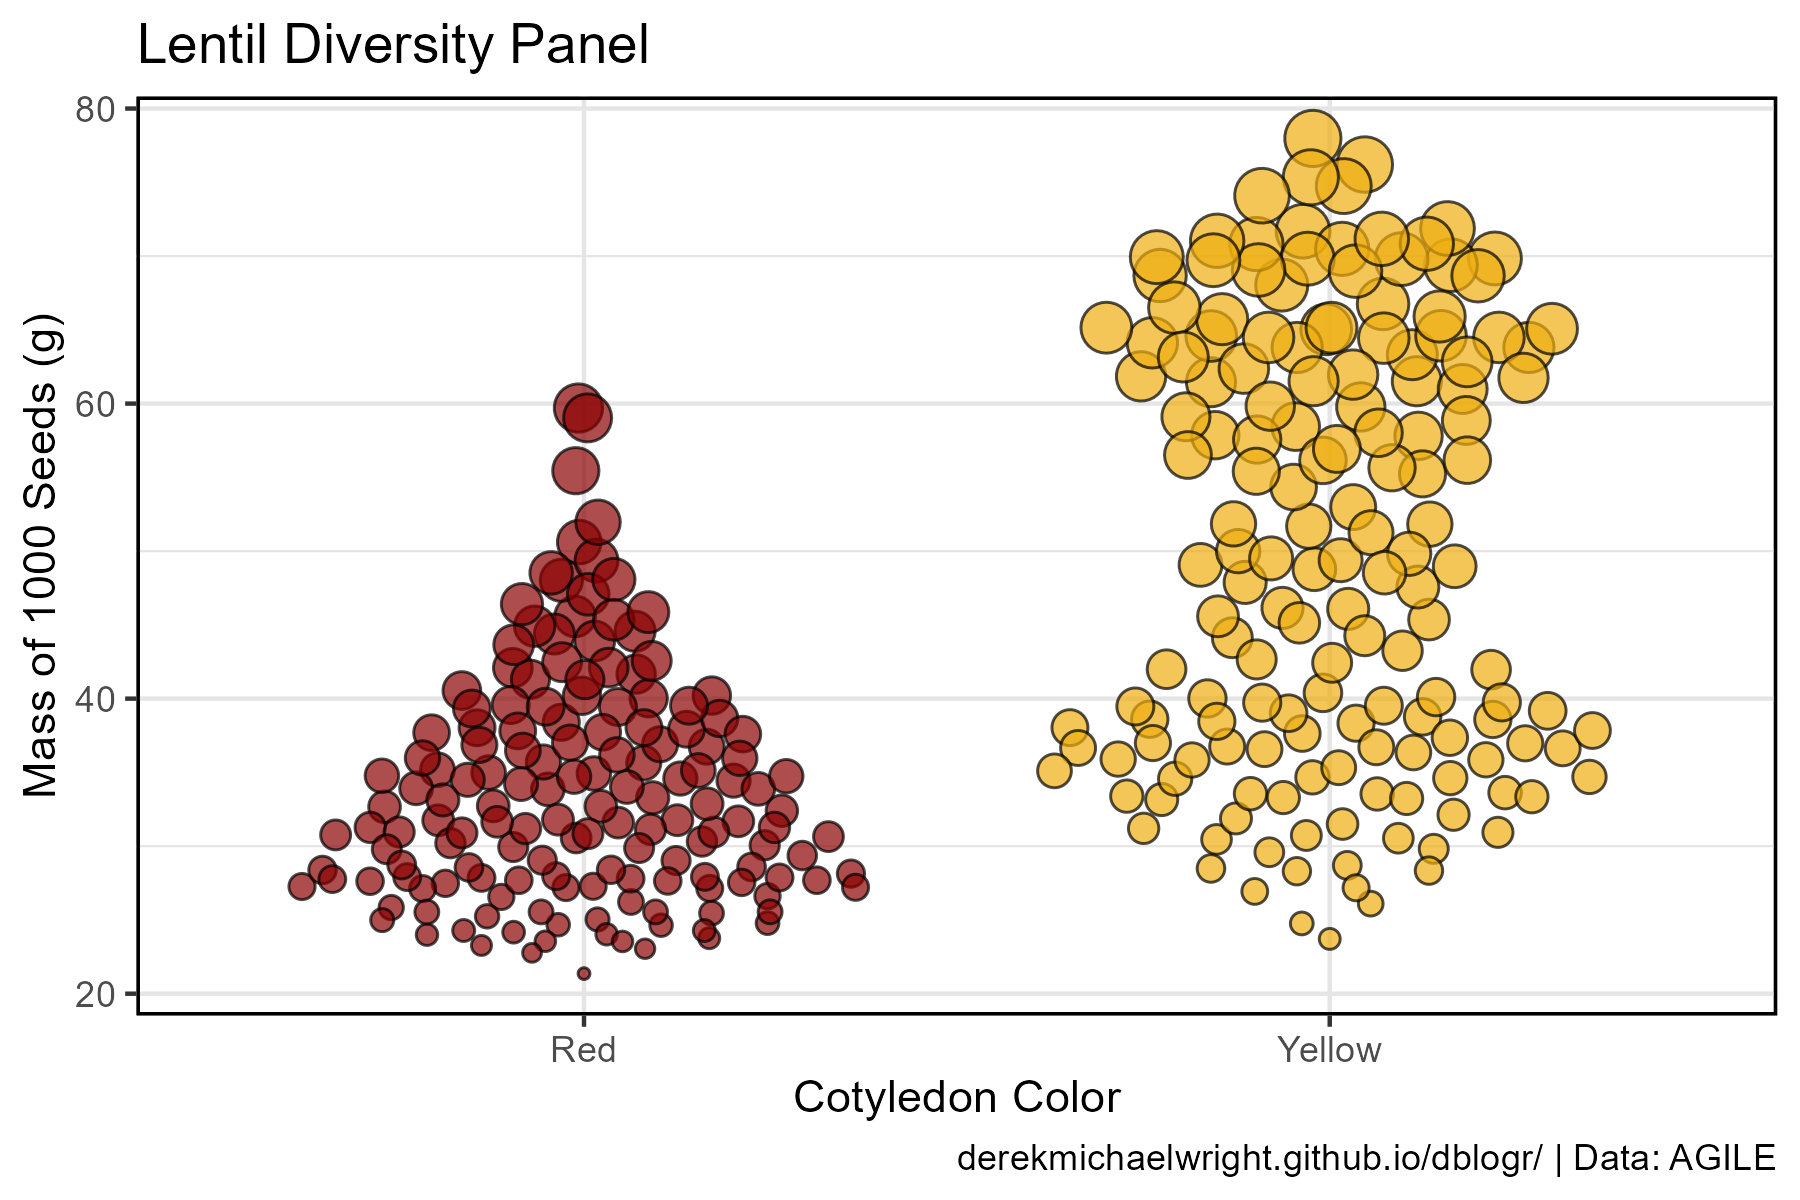 Lentil Diversity Panel
80
60
40
20
Mass of 1000 Seeds (g)
Red
Yellow
Cotyledon Color
derekmichaelwright.github.io/dblogr/ | Data: AGILE